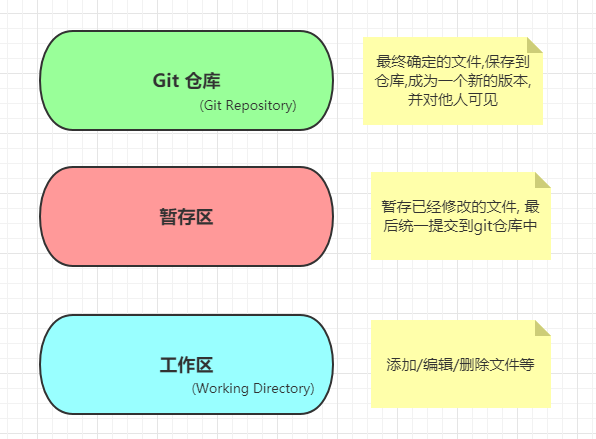 Git 仓库
(Git Repository)
最终确定的文件,保存到
仓库,成为一个新的版本,
并对他人可见
暂存区
暂存已经修改的文件, 最
后统一提交到git仓库中
工作区
(Working Directory)
添加/编辑/删除文件等